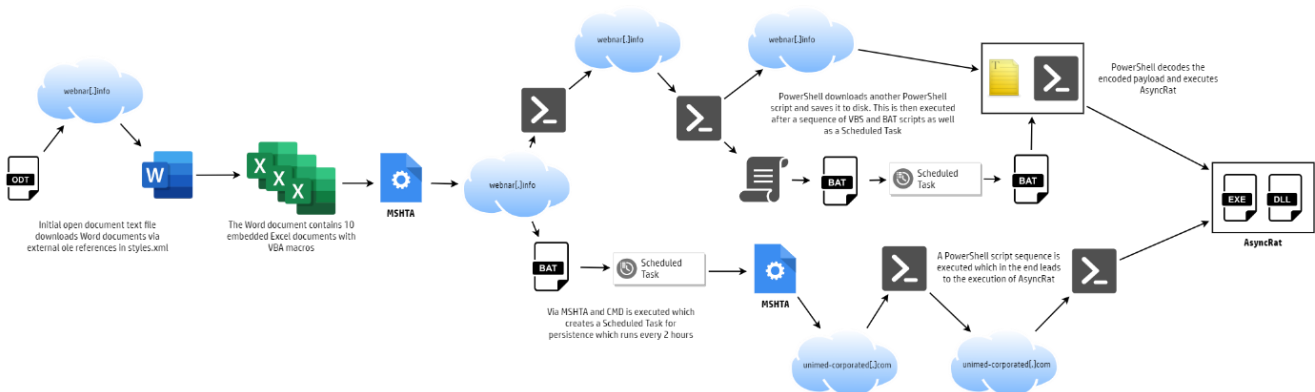 webnar[.]info
ODT
W
Initial open document text file
downloads Word documents via
external ole references in styles.xml
X
X
X
The Word document contains 10
embedded Excel documents with
VBA macros
MSHTA
webnar[.]info
webnar[.]info
webnar[.]info
PowerShell downloads another PowerShell
script and saves it to disk. This is then executed
after a sequence of VBS and BAT scripts as well
as a Scheduled Task
BAT
Scheduled
Task
BAT
PowerShell decodes the
encoded payload and executes
AsyncRat
BAT
Scheduled
Task
Via MSHTA and CMD is executed which
creates a Scheduled Task for
persistence which runs every 2 hours
MSHTA
unimed-corporated[.]com
A PowerShell script sequence is
executed which in the end leads
to the execution of AsyncRat
unimed-corporated[.]com
EXE
DLL
AsyncRat